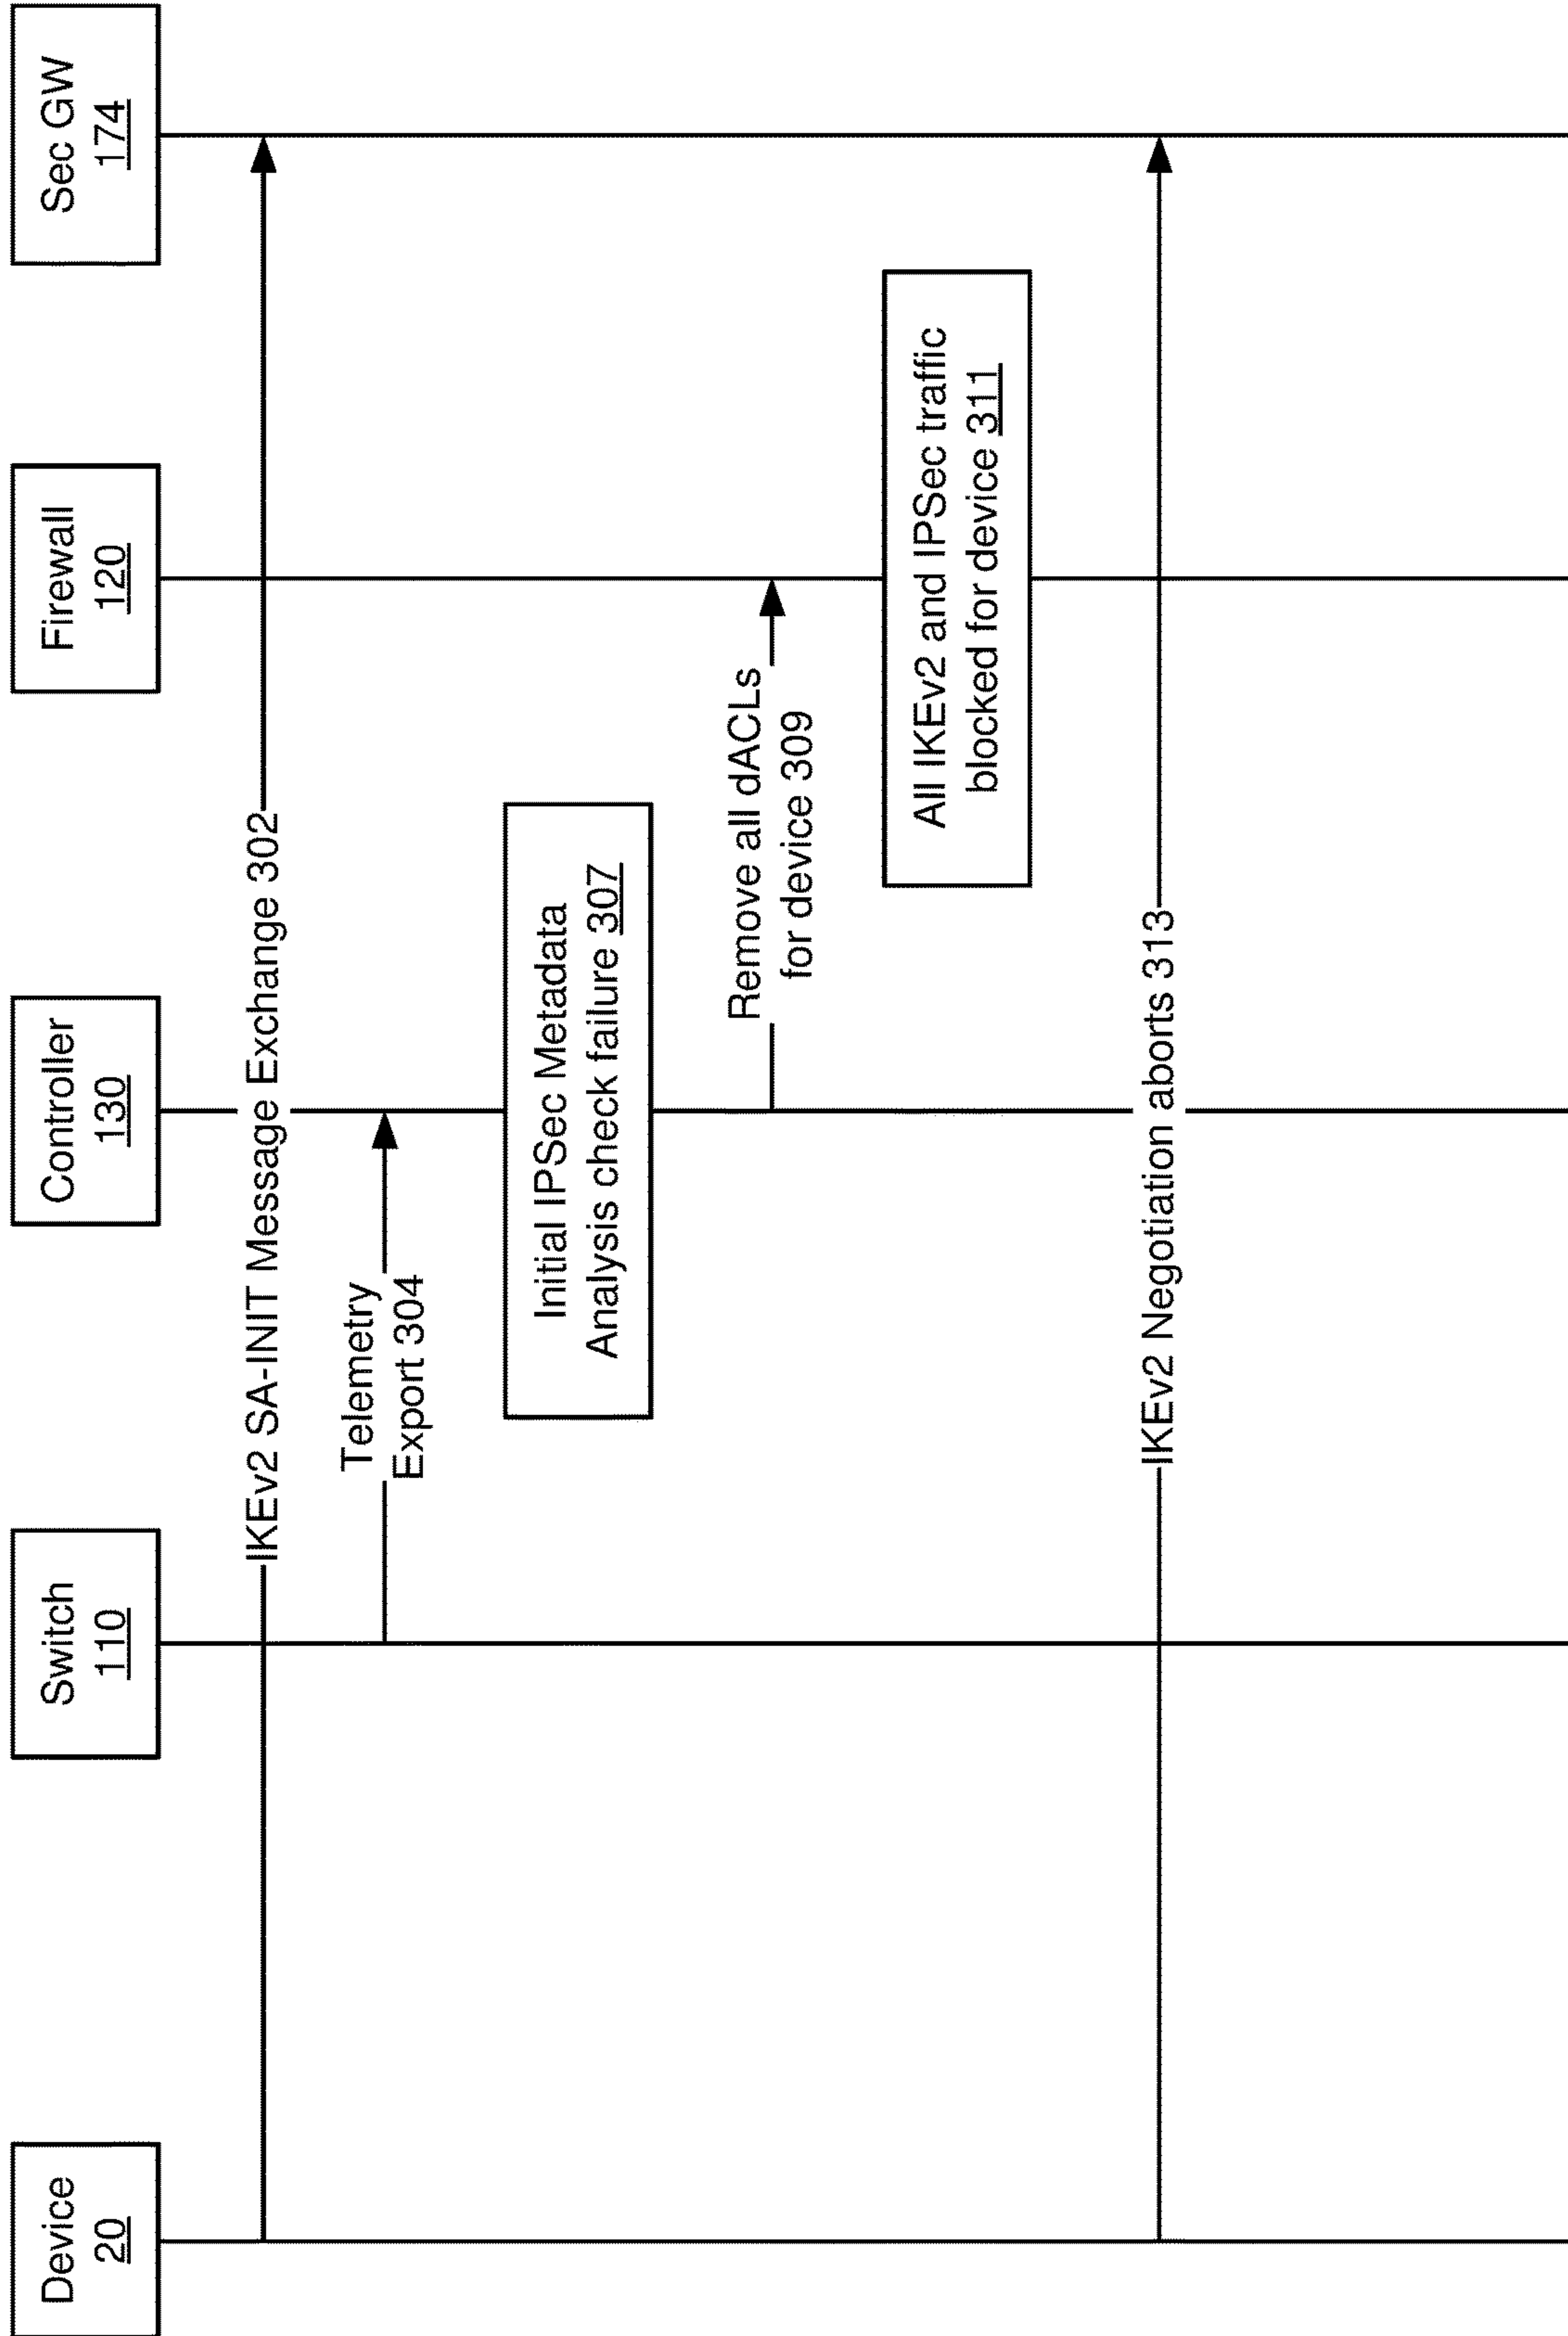 Device
20
Switch
110
Controller
130
Firewall
120
Sec GW
174
IKEv2 SA-INIT Message Exchange 302
Telemetry
Export 304
Initial IPSec Metadata
Analysis check failure 307
Remove all dACLs
for device 309
All IKEv2 and IPSec traffic
blocked for device 311
IKEv2 Negotiation aborts 313